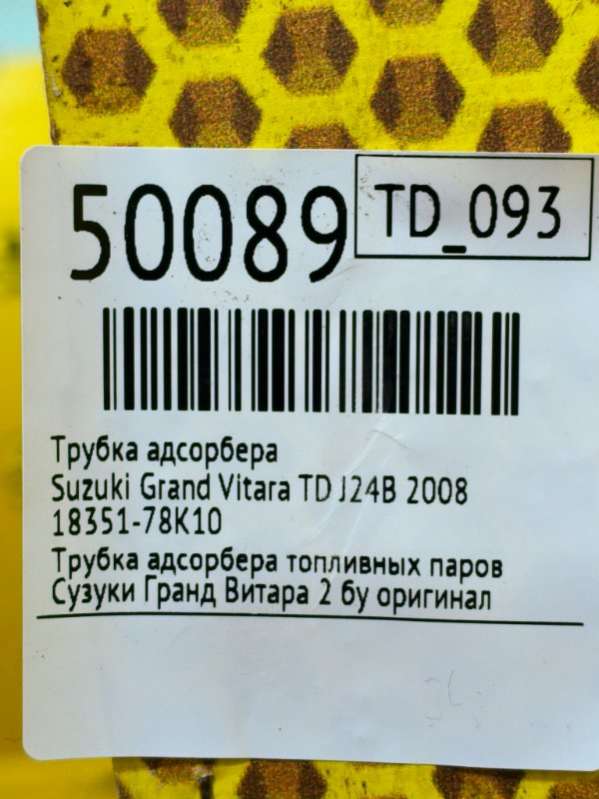 50089
TD_093
Трубка адсорбера
Suzuki Grand Vitara TD J24B 2008
18351-78K10
Трубка адсорбера топливных паров
Сузуки Гранд Витара 2 бу оригинал